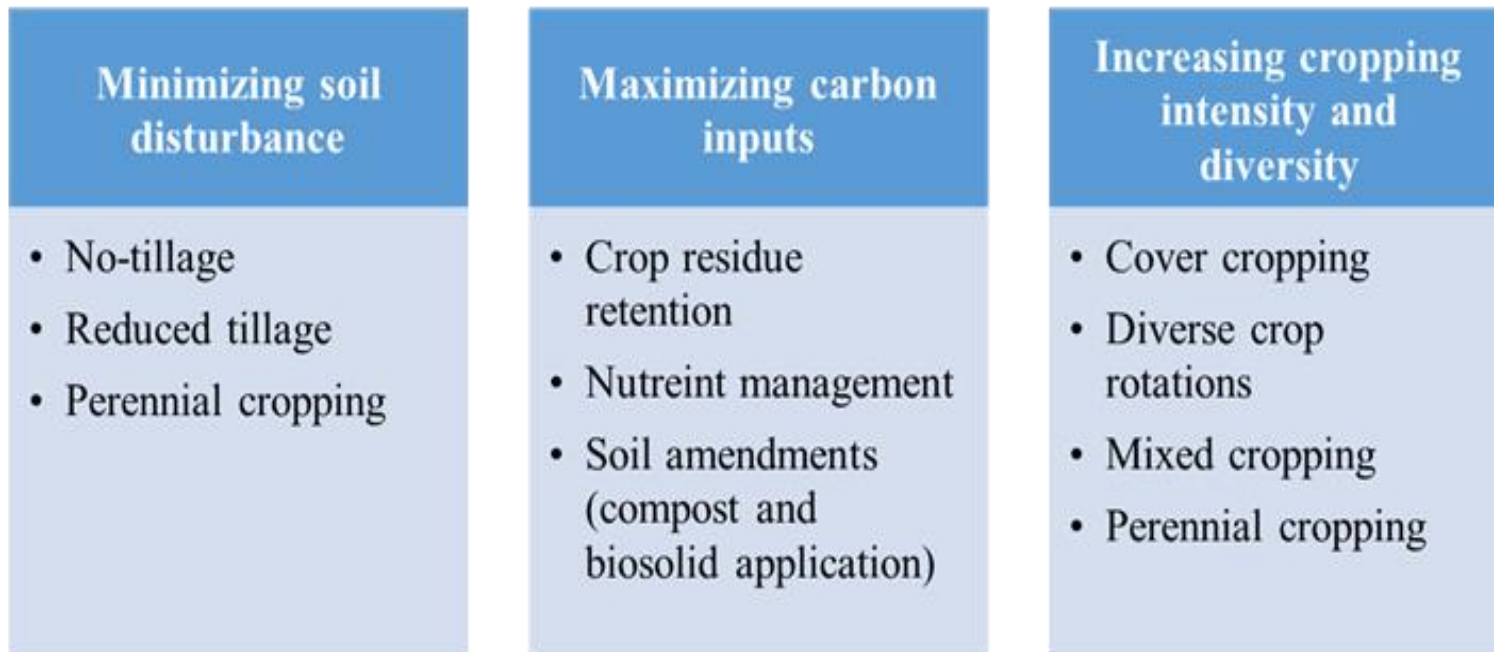 Minimizing soil
disturbance
• No-tillage
• Reduced tillage
• Perennial cropping
Maximizing carbon
inputs
• Crop residue
retention
• Nutreint management
• Soil amendments
(compost and
biosolid application)
Increasing cropping
intensity and
diversity
• Cover cropping
• Diverse crop
rotations
• Mixed cropping
• Perennial cropping